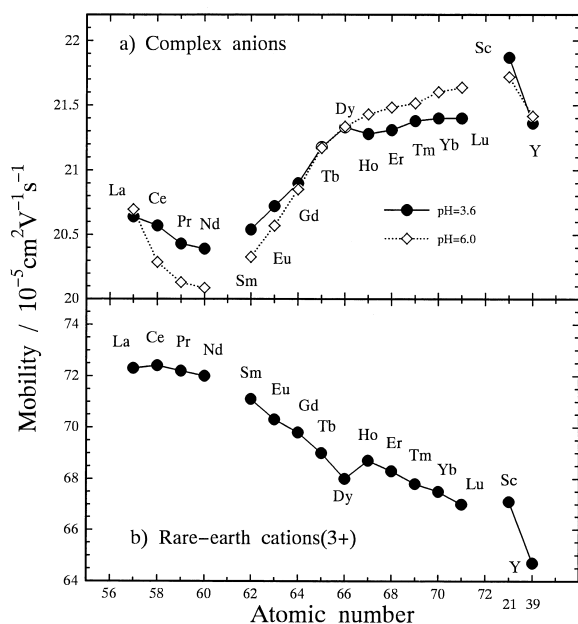 22
21.5
21
20.5
20
a) Complex anions
La
Ce
Pr
Nd
Sm
Eu
Gd
Tb
Dy
Ho
Er
Tm
Yb
Lu
Sc
Y
pH=3.6
pH=6.0
Mobility / 10⁻⁵cm²V⁻¹s⁻¹
74
72
70
68
66
64
La
Ce
Pr
Nd
Sm
Eu
Gd
Tb
Dy
Ho
Er
Tm
Yb
Lu
Sc
Y
b) Rare-earth cations(3+)
56 58 60 62 64 66 68 70 72
21 39
Atomic number